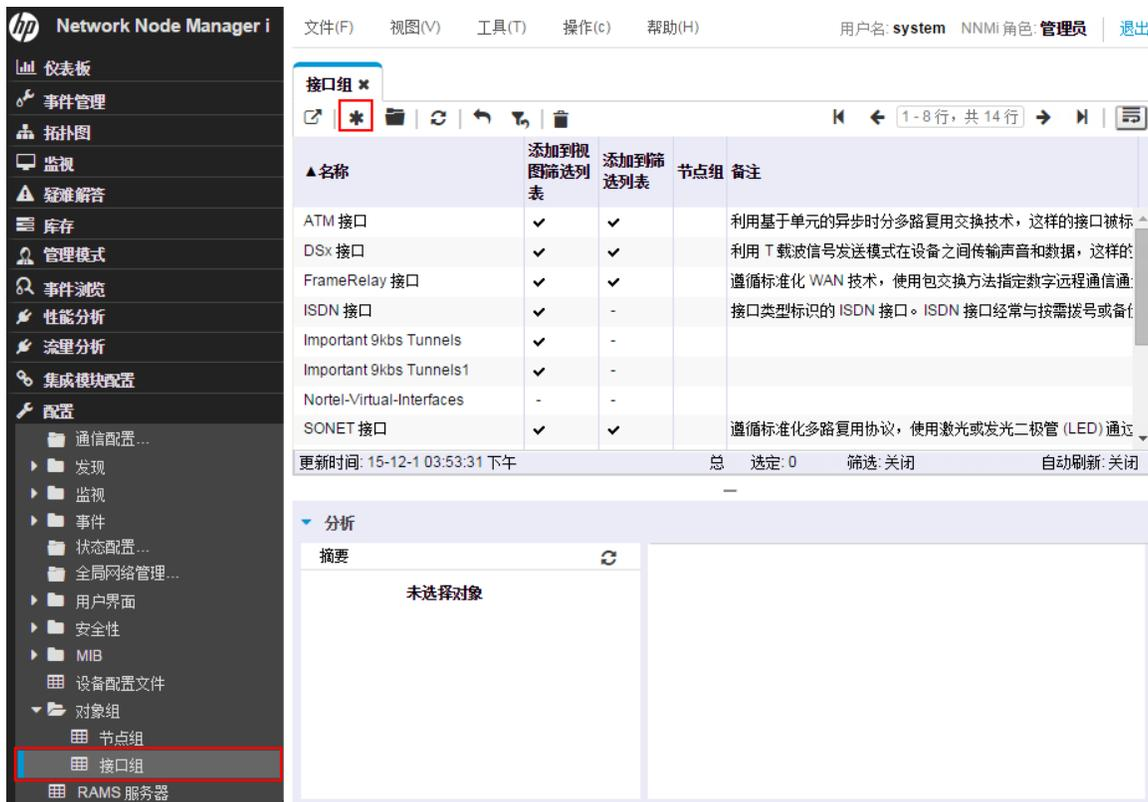 hp Network Node Manager i
文件(F) 视图(V) 工具(T) 操作(c) 帮助(H) 用户名: system NNMi 角色: 管理员 退出
仪表板
事件管理
拓扑图
监视
疑难解答
库存
管理模式
事件浏览
性能分析
流里分析
集成模块配置
配置
通信配置...
发现
监视
事件
状态配置...
全局网络管理...
用户界面
安全性
MIB
设备配置文件
对象组
节点组
接口组
RAMS 服务器
接口组
1 - 8 行，共 14 行
▲名称 添加到视图筛选列表 添加到筛选列表 节点组 备注
ATM 接口 ✔ ✔ 利用基于单元的异步时分多路复用交换技术，这样的接口被标
DSx 接口 ✔ ✔ 利用 T 载波信号发送模式在设备之间传输声音和数据，这样的
FrameRelay 接口 ✔ ✔ 遵循标准化 WAN 技术，使用包交换方法指定数字远程通信通
ISDN 接口 ✔ - 接口类型标识的 ISDN 接口。ISDN 接口经常与按需拨号或备
Important 9kbs Tunnels ✔ -
Important 9kbs Tunnels1 ✔ -
Nortel-Virtual-Interfaces - -
SONET 接口 ✔ ✔ 遵循标准化多路复用协议，使用激光或发光二极管 (LED) 通过
更新时间: 15-12-1 03:53:31 下午 总 选定: 0 筛选: 关闭 自动刷新: 关闭
分析
摘要
未选择对象